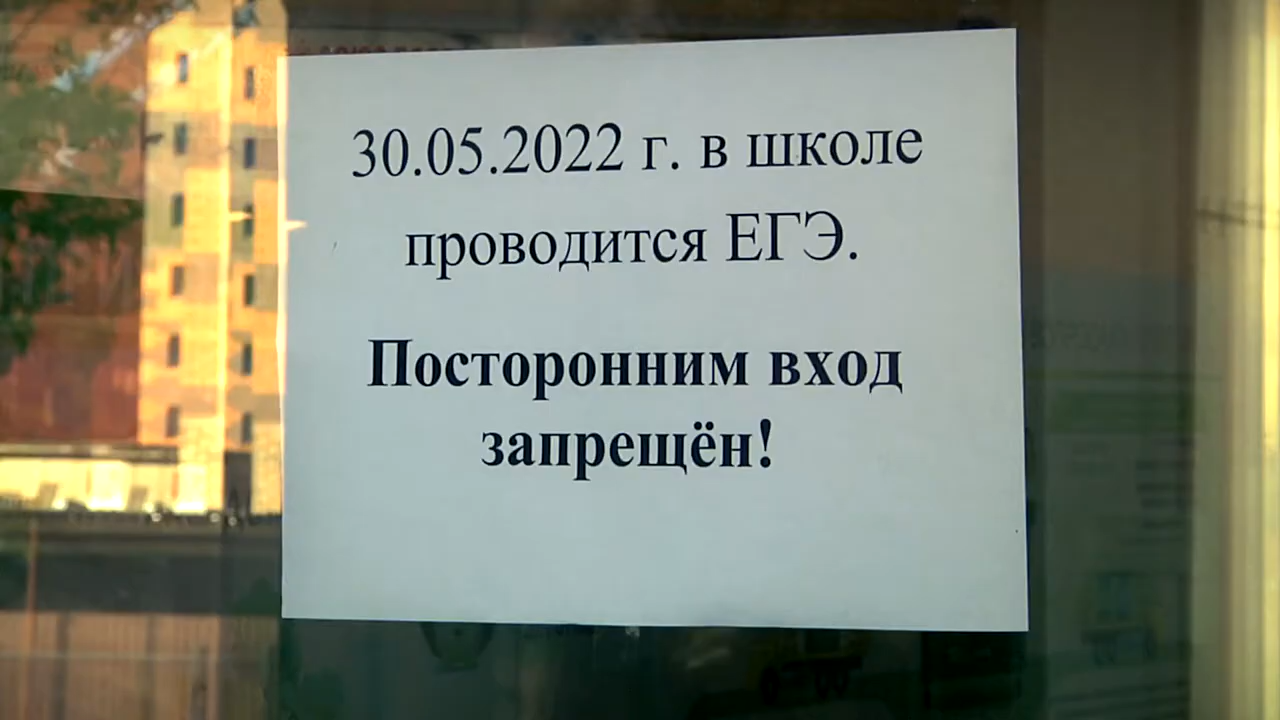 30.05.2022 г. в школе
проводится ЕГЭ.
Посторонним вход
запрещён!